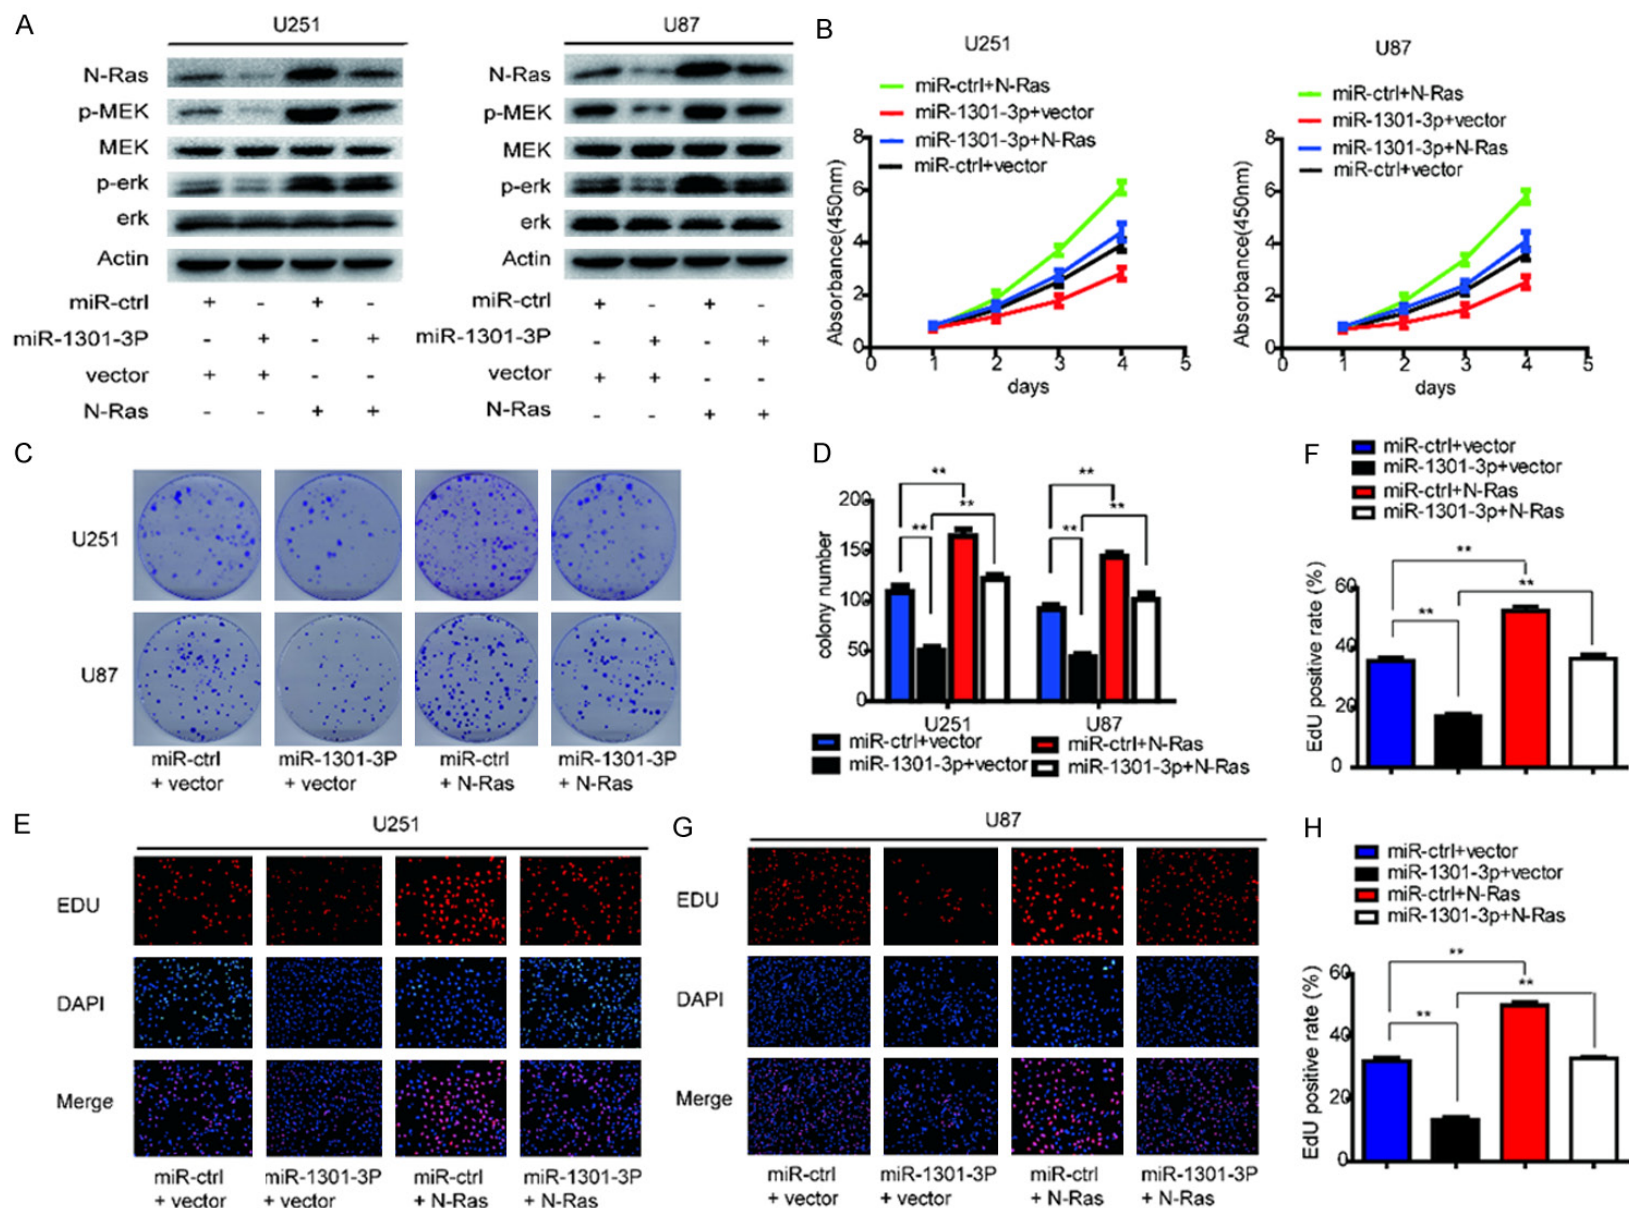 A
U251
U87
N-Ras
p-MEK
MEK
p-erk
erk
Actin
miR-ctrl + - + -
miR-1301-3P - + - +
vector + + - -
N-Ras - - + +
N-Ras
p-MEK
MEK
p-erk
erk
Actin
miR-ctrl + - + -
miR-1301-3P - + - +
vector + + - -
N-Ras - - + +
B
U251
miR-ctrl+N-Ras
miR-1301-3p+vector
miR-1301-3p+N-Ras
miR-ctrl+vector
Absorbance(450nm)
8
6
4
2
0
0 1 2 3 4 5
days
U87
miR-ctrl+N-Ras
miR-1301-3p+vector
miR-1301-3p+N-Ras
miR-ctrl+vector
Absorbance(450nm)
8
6
4
2
0
0 1 2 3 4 5
days
C
U251
U87
miR-ctrl
+ vector
miR-1301-3P
+ vector
miR-ctrl
+ N-Ras
miR-1301-3P
+ N-Ras
D
colony number
200
150
100
50
0
** ** **
** ** **
U251 U87
miR-ctrl+vector
miR-1301-3p+vector
miR-ctrl+N-Ras
miR-1301-3p+N-Ras
F
miR-ctrl+vector
miR-1301-3p+vector
miR-ctrl+N-Ras
miR-1301-3p+N-Ras
EdU positive rate (%)
60
40
20
0
** ** **
E
U251
EDU
DAPI
Merge
miR-ctrl
+ vector
miR-1301-3P
+ vector
miR-ctrl
+ N-Ras
miR-1301-3P
+ N-Ras
G
U87
EDU
DAPI
Merge
miR-ctrl
+ vector
miR-1301-3P
+ vector
miR-ctrl
+ N-Ras
miR-1301-3P
+ N-Ras
H
miR-ctrl+vector
miR-1301-3p+vector
miR-ctrl+N-Ras
miR-1301-3p+N-Ras
EdU positive rate (%)
60
40
20
0
** ** **